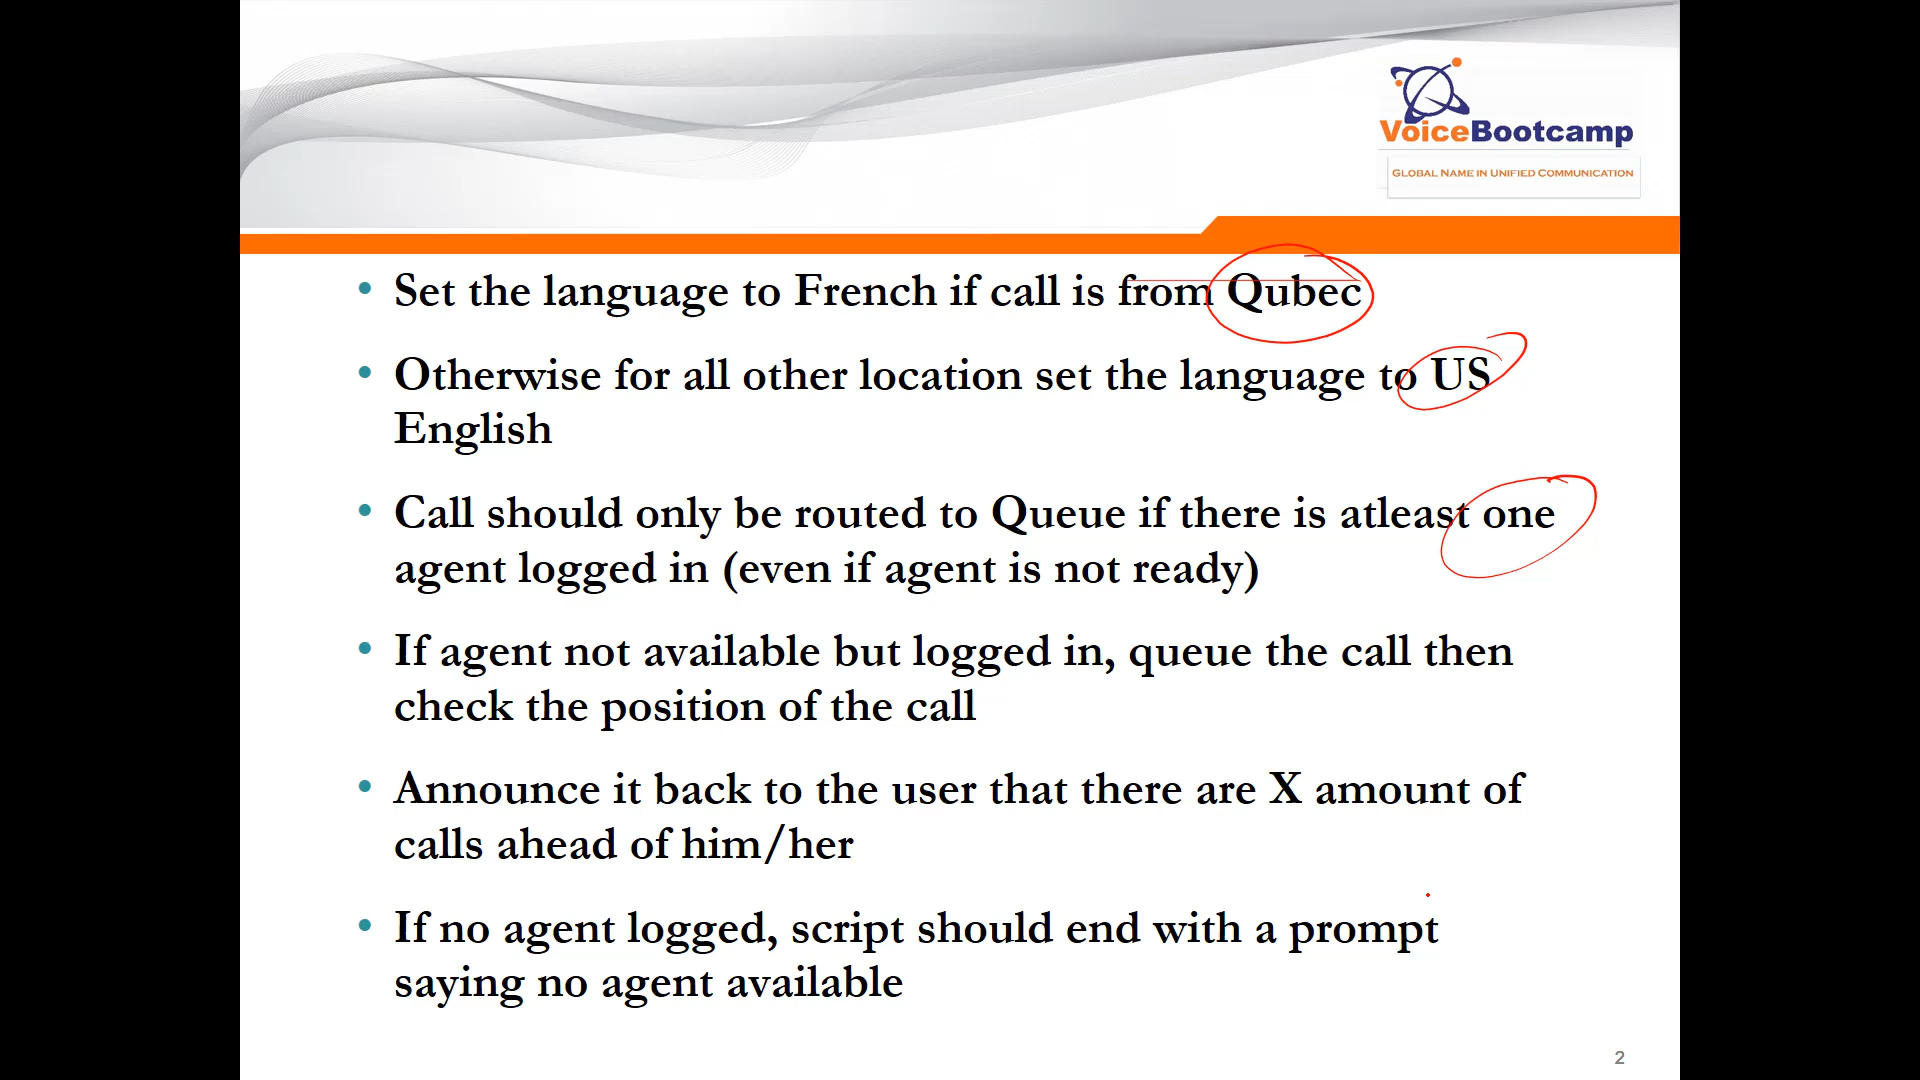 VoiceBootcamp
GLOBAL NAME IN UNIFIED COMMUNICATION
• Set the language to French if call is from Qubec
• Otherwise for all other location set the language to US
English
• Call should only be routed to Queue if there is atleast one
agent logged in (even if agent is not ready)
• If agent not available but logged in, queue the call then
check the position of the call
• Announce it back to the user that there are X amount of
calls ahead of him/her
• If no agent logged, script should end with a prompt
saying no agent available
2